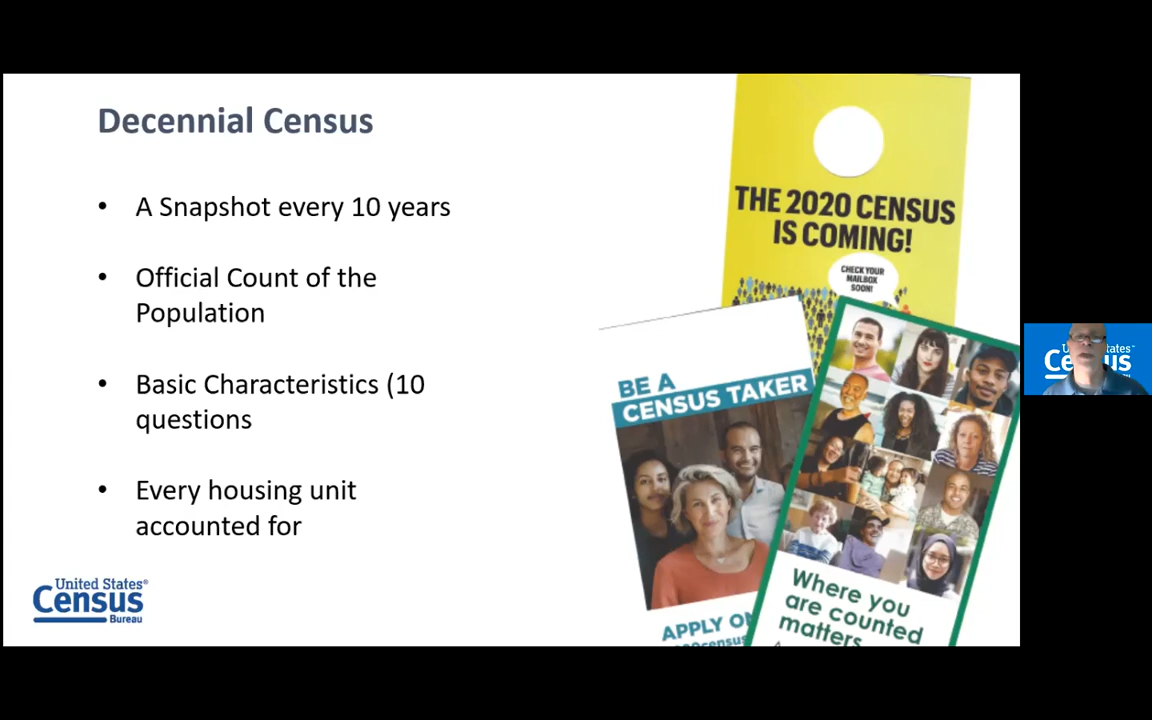 Decennial Census
• A Snapshot every 10 years
• Official Count of the
Population
• Basic Characteristics (10
questions
• Every housing unit
accounted for
United States®
Census
Bureau
THE 2020 CENSUS
IS COMING!
CHECK YOUR
MAILBOX
SOON!
BE A
CENSUS TAKER
APPLY ON
census
Where you
are counted
matters.